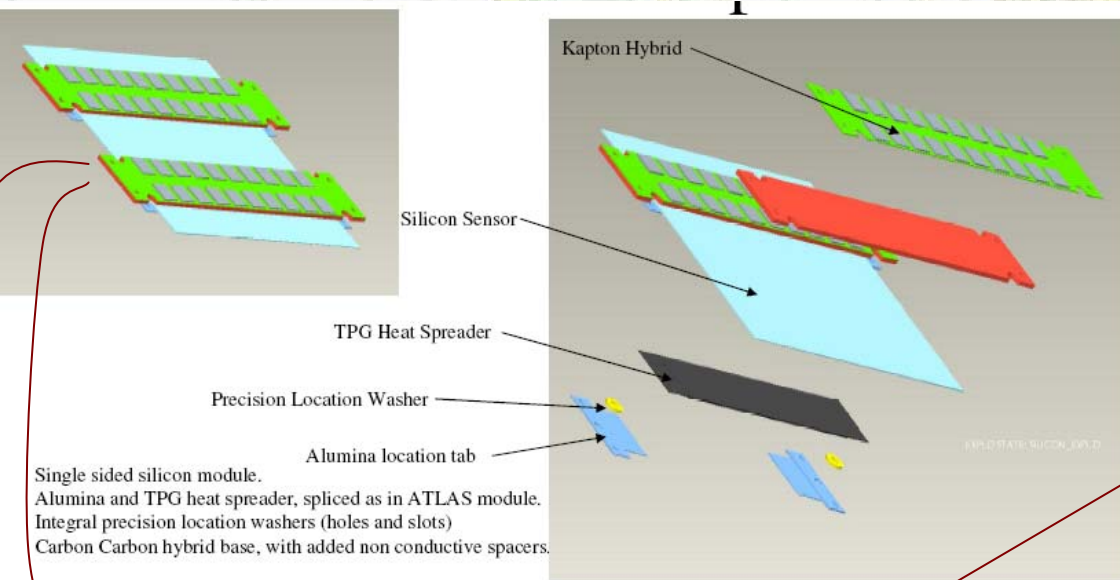 Kapton Hybrid
Silicon Sensor
TPG Heat Spreader
Precision Location Washer
Alumina location tab
Single sided silicon module.
Alumina and TPG heat spreader, spliced as in ATLAS module.
Integral precision location washers (holes and slots)
Carbon Carbon hybrid base, with added non conductive spacers.